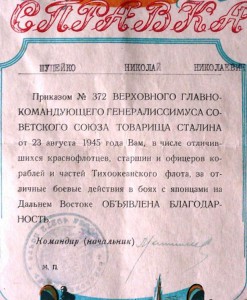 СПРАВКА
ШУЛЕЙКО НИКОЛАЙ НИКОЛАЕВИЧ
Приказом № 372 ВЕРХОВНОГО ГЛАВНО-
КОМАНДУЮЩЕГО ГЕНЕРАЛИССИМУСА СО-
ВЕТСКОГО СОЮЗА ТОВАРИЩА СТАЛИНА
от 23 августа 1945 года Вам, в числе отличив-
шихся краснофлотцев, старшин и офицеров ко-
раблей и частей Тихоокеанского флота, за от-
личные боевые действия в боях с японцами на
Дальнем Востоке ОБЪЯВЛЕНА БЛАГОДАР-
НОСТЬ.
Командир (начальник)
М. П.